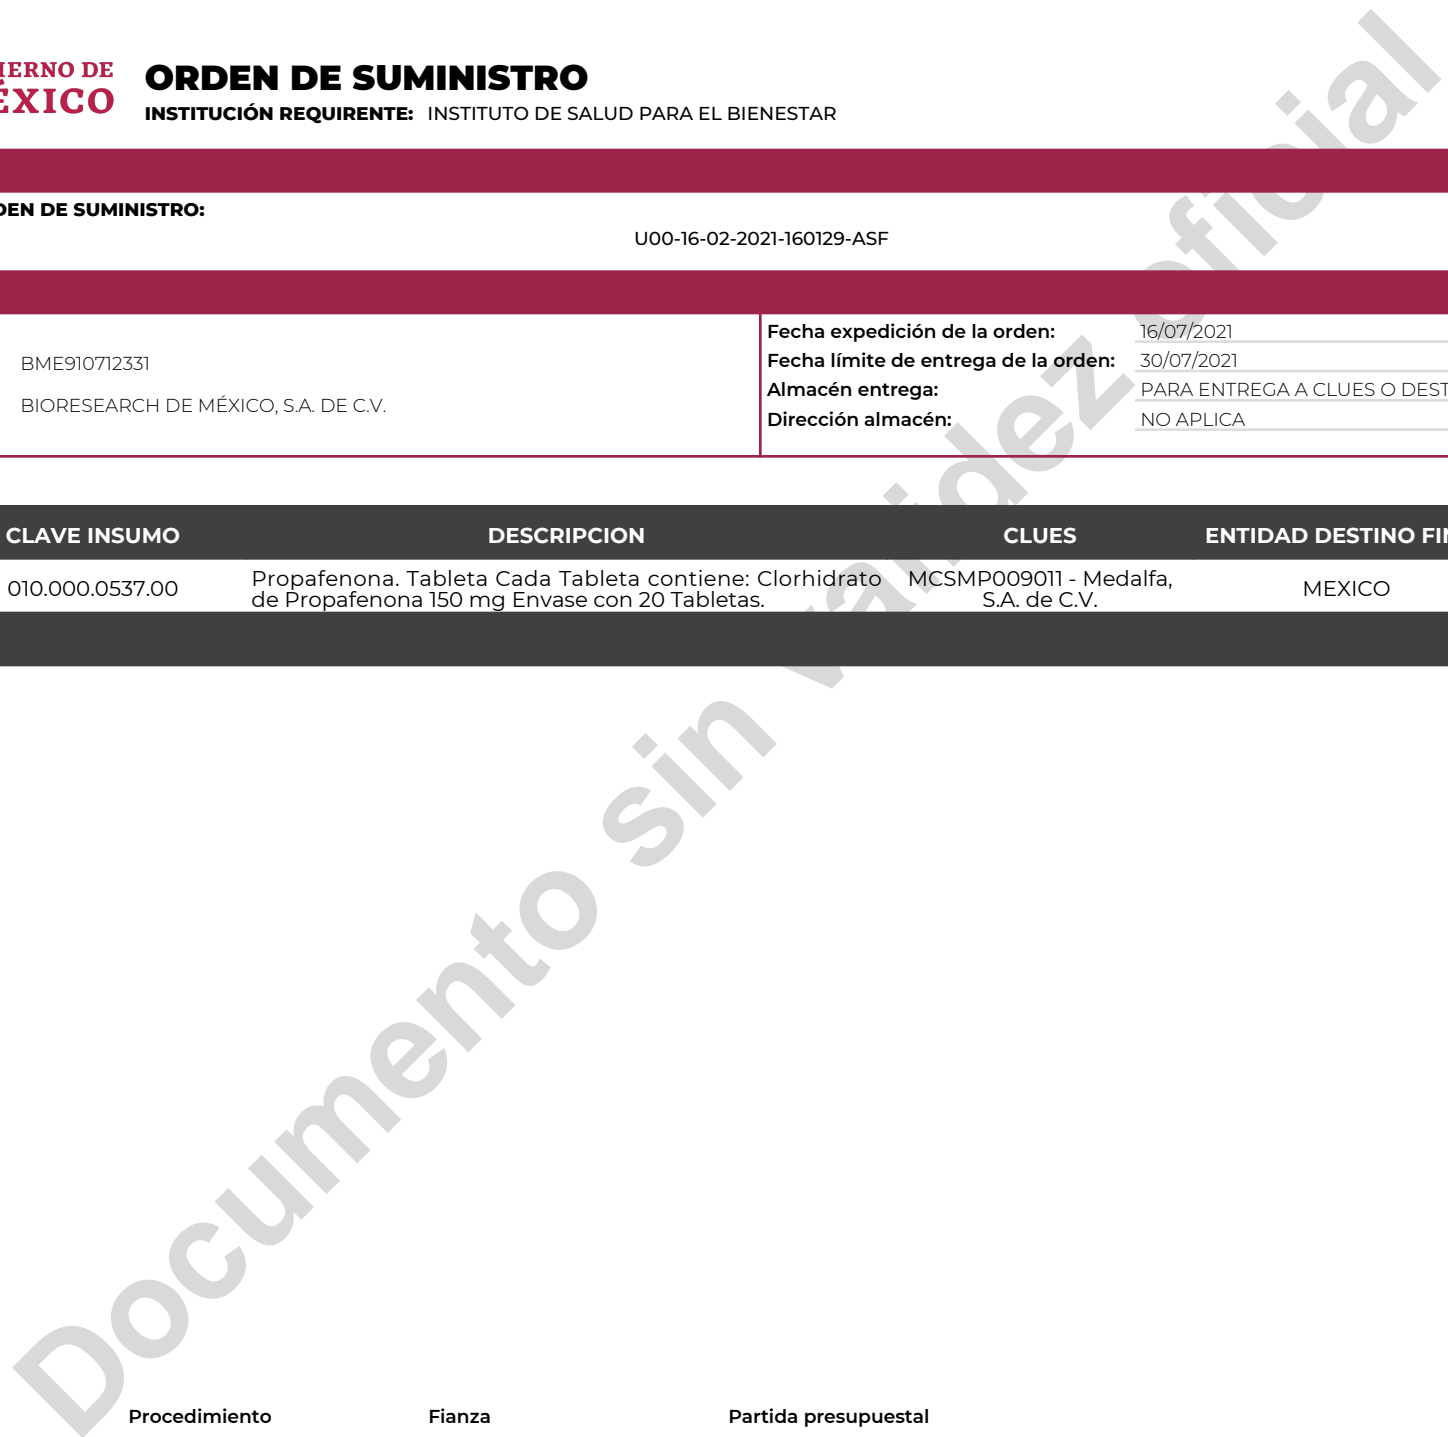 IERNO DE
ÉXICO
ORDEN DE SUMINISTRO
INSTITUCIÓN REQUIRENTE: INSTITUTO DE SALUD PARA EL BIENESTAR
DEN DE SUMINISTRO:
U00-16-02-2021-160129-ASF
BME910712331
BIORESEARCH DE MÉXICO, S.A. DE C.V.
Fecha expedición de la orden: 16/07/2021
Fecha límite de entrega de la orden: 30/07/2021
Almacén entrega: PARA ENTREGA A CLUES O DEST
Dirección almacén: NO APLICA
CLAVE INSUMO DESCRIPCION CLUES ENTIDAD DESTINO FIN
010.000.0537.00
Propafenona. Tableta Cada Tableta contiene: Clorhidrato
de Propafenona 150 mg Envase con 20 Tabletas.
MCSMP009011 - Medalfa,
S.A. de C.V.
MEXICO
Documento sin validez oficial
Procedimiento Fianza Partida presupuestal